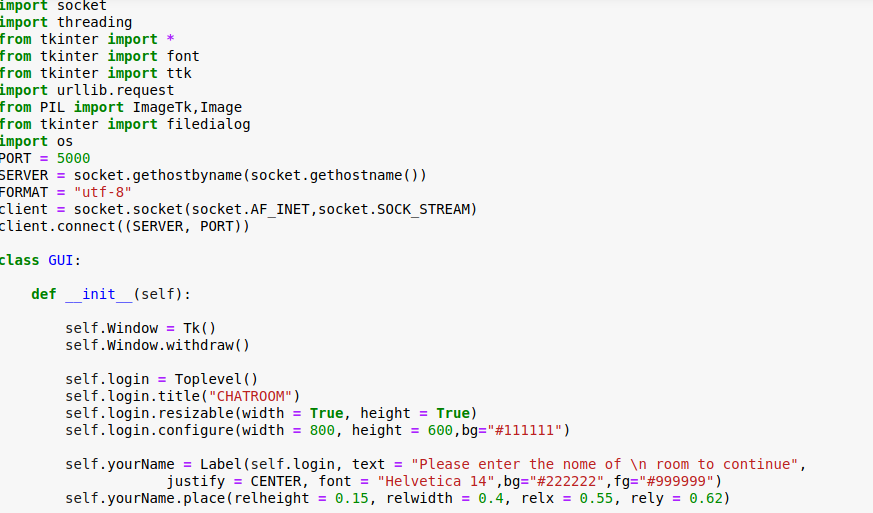 import socket
import threading
from tkinter import *
from tkinter import font
from tkinter import ttk
import urllib.request
from PIL import ImageTk,Image
from tkinter import filedialog
import os
PORT = 5000
SERVER = socket.gethostbyname(socket.gethostname())
FORMAT = "utf-8"
client = socket.socket(socket.AF_INET,socket.SOCK_STREAM)
client.connect((SERVER, PORT))
class GUI:
    def __init__(self):
        self.Window = Tk()
        self.Window.withdraw()
        self.login = Toplevel()
        self.login.title("CHATROOM")
        self.login.resizable(width = True, height = True)
        self.login.configure(width = 800, height = 600,bg="#111111")
        self.yourName = Label(self.login, text = "Please enter the nome of \n room to continue",
                    justify = CENTER, font = "Helvetica 14",bg="#222222",fg="#999999")
        self.yourName.place(relheight = 0.15, relwidth = 0.4, relx = 0.55, rely = 0.62)